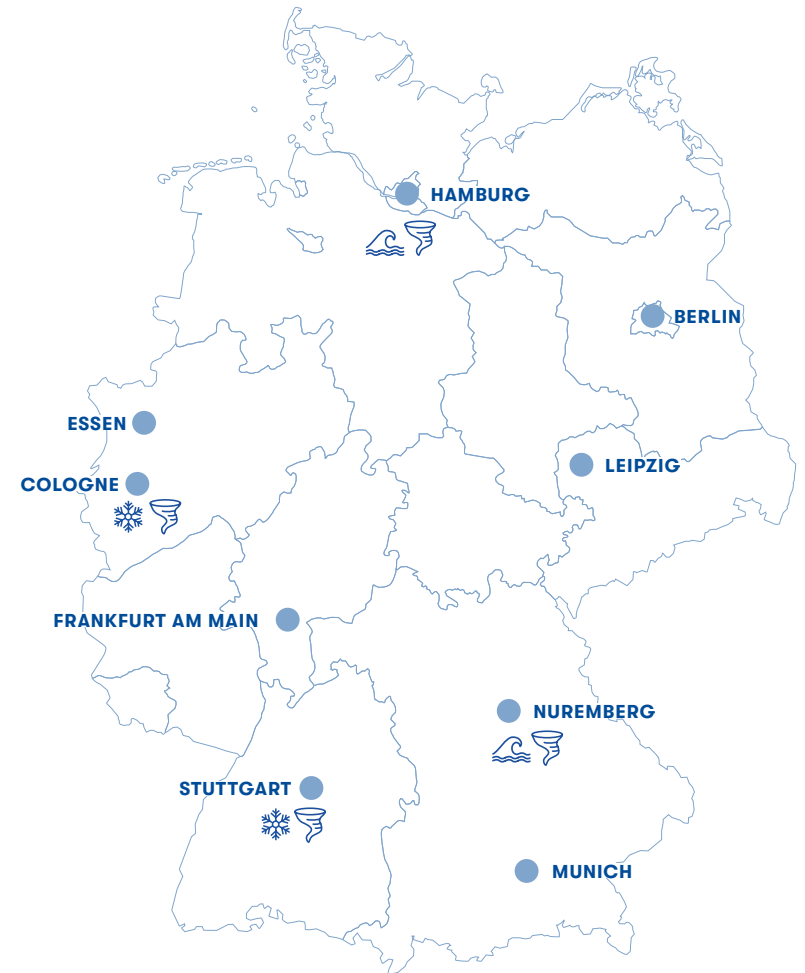 HAMBURG
BERLIN
ESSEN
LEIPZIG
COLOGNE
FRANKFURT AM MAIN
NUREMBERG
STUTTGART
MUNICH